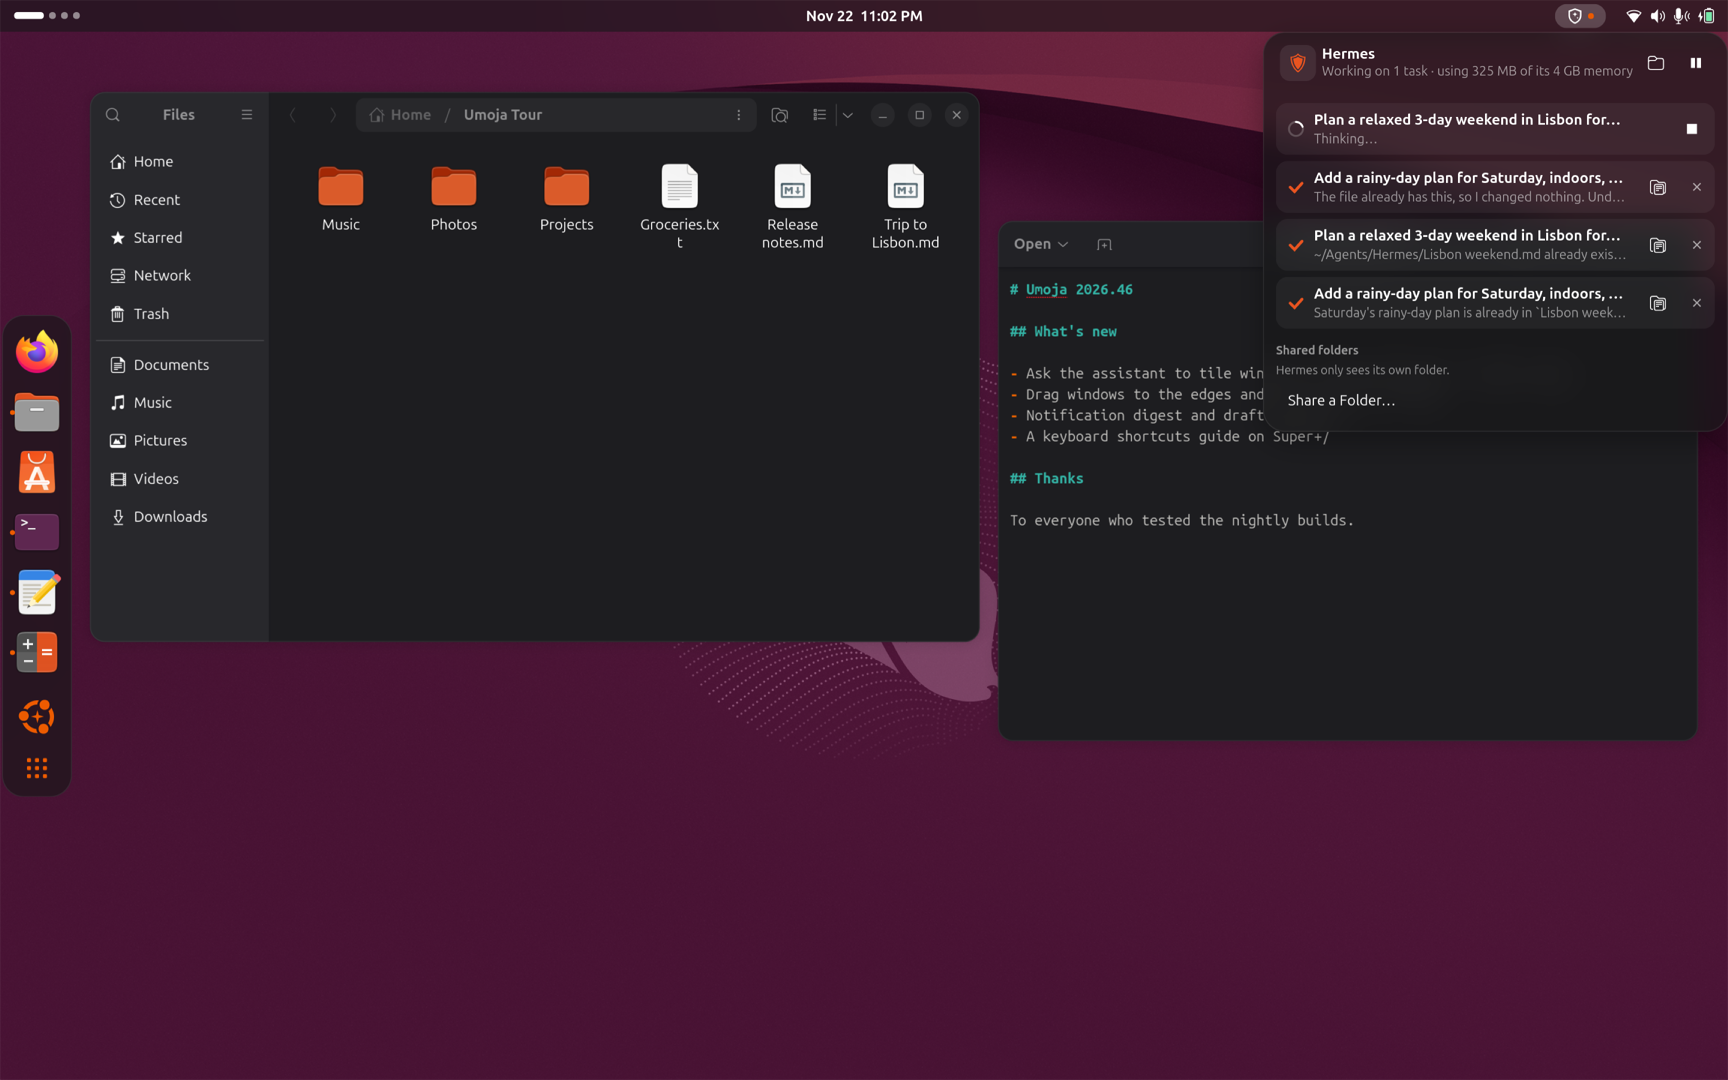 Nov 22 11:02 PM
Files
Home / Umoja Tour
Home
Recent
Starred
Network
Trash
Documents
Music
Pictures
Videos
Downloads
Music
Photos
Projects
Groceries.tx
t
Release
notes.md
Trip to
Lisbon.md
Open
# Umoja 2026.46
## What's new
- Ask the assistant to tile win
- Drag windows to the edges and
- Notification digest and draft
- A keyboard shortcuts guide on Super+/
## Thanks
To everyone who tested the nightly builds.
Hermes
Working on 1 task · using 325 MB of its 4 GB memory
Plan a relaxed 3-day weekend in Lisbon for…
Thinking…
Add a rainy-day plan for Saturday, indoors, …
The file already has this, so I changed nothing. Und…
Plan a relaxed 3-day weekend in Lisbon for…
~/Agents/Hermes/Lisbon weekend.md already exis…
Add a rainy-day plan for Saturday, indoors, …
Saturday's rainy-day plan is already in `Lisbon week…
Shared folders
Hermes only sees its own folder.
Share a Folder…